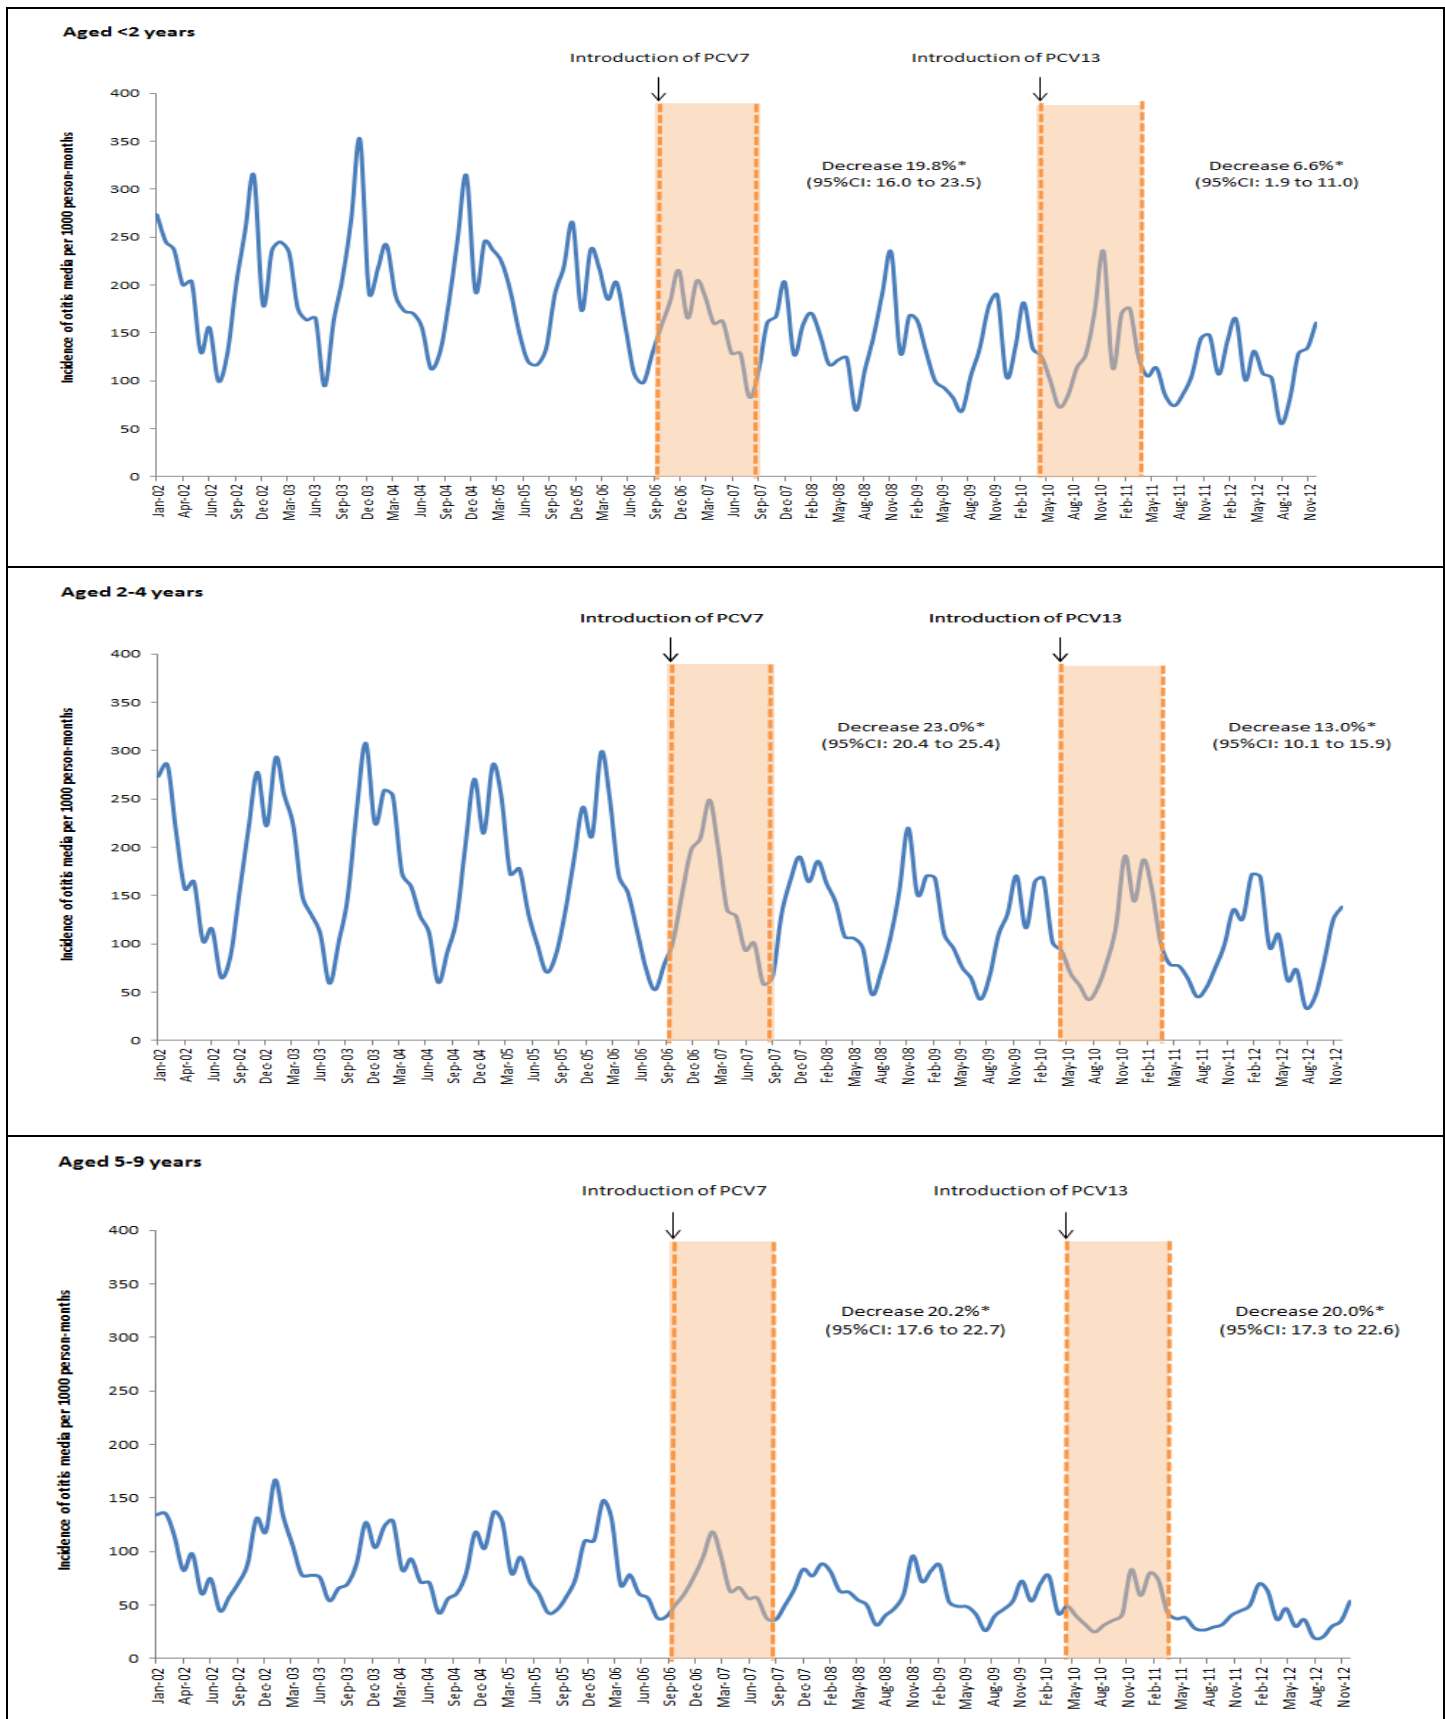 Aged <2 years
Introduction of PCV7
Introduction of PCV13
Incidence of otitis media per 1000 person-months
400
350
300
250
200
150
100
50
0
Decrease 19.8%*
(95%CI: 16.0 to 23.5)
Decrease 6.6%*
(95%CI: 1.9 to 11.0)
Jan-02
Apr-02
Jun-02
Sep-02
Dec-02
Mar-03
Jun-03
Sep-03
Dec-03
Mar-04
Jun-04
Sep-04
Dec-04
Mar-05
Jun-05
Sep-05
Dec-05
Mar-06
Jun-06
Sep-06
Dec-06
Mar-07
Jun-07
Sep-07
Dec-07
Feb-08
May-08
Aug-08
Nov-08
Feb-09
May-09
Aug-09
Nov-09
Feb-10
May-10
Aug-10
Nov-10
Feb-11
May-11
Aug-11
Nov-11
Feb-12
May-12
Aug-12
Nov-12
Aged 2-4 years
Introduction of PCV7
Introduction of PCV13
Incidence of otitis media per 1000 person-months
400
350
300
250
200
150
100
50
0
Decrease 23.0%*
(95%CI: 20.4 to 25.4)
Decrease 13.0%*
(95%CI: 10.1 to 15.9)
Jan-02
Apr-02
Jun-02
Sep-02
Dec-02
Mar-03
Jun-03
Sep-03
Dec-03
Mar-04
Jun-04
Sep-04
Dec-04
Mar-05
Jun-05
Sep-05
Dec-05
Mar-06
Jun-06
Sep-06
Dec-06
Mar-07
Jun-07
Sep-07
Dec-07
Feb-08
May-08
Aug-08
Nov-08
Feb-09
May-09
Aug-09
Nov-09
Feb-10
May-10
Aug-10
Nov-10
Feb-11
May-11
Aug-11
Nov-11
Feb-12
May-12
Aug-12
Nov-12
Aged 5-9 years
Introduction of PCV7
Introduction of PCV13
Incidence of otitis media per 1000 person-months
400
350
300
250
200
150
100
50
0
Decrease 20.2%*
(95%CI: 17.6 to 22.7)
Decrease 20.0%*
(95%CI: 17.3 to 22.6)
Jan-02
Apr-02
Jun-02
Sep-02
Dec-02
Mar-03
Jun-03
Sep-03
Dec-03
Mar-04
Jun-04
Sep-04
Dec-04
Mar-05
Jun-05
Sep-05
Dec-05
Mar-06
Jun-06
Sep-06
Dec-06
Mar-07
Jun-07
Sep-07
Dec-07
Feb-08
May-08
Aug-08
Nov-08
Feb-09
May-09
Aug-09
Nov-09
Feb-10
May-10
Aug-10
Nov-10
Feb-11
May-11
Aug-11
Nov-11
Feb-12
May-12
Aug-12
Nov-12